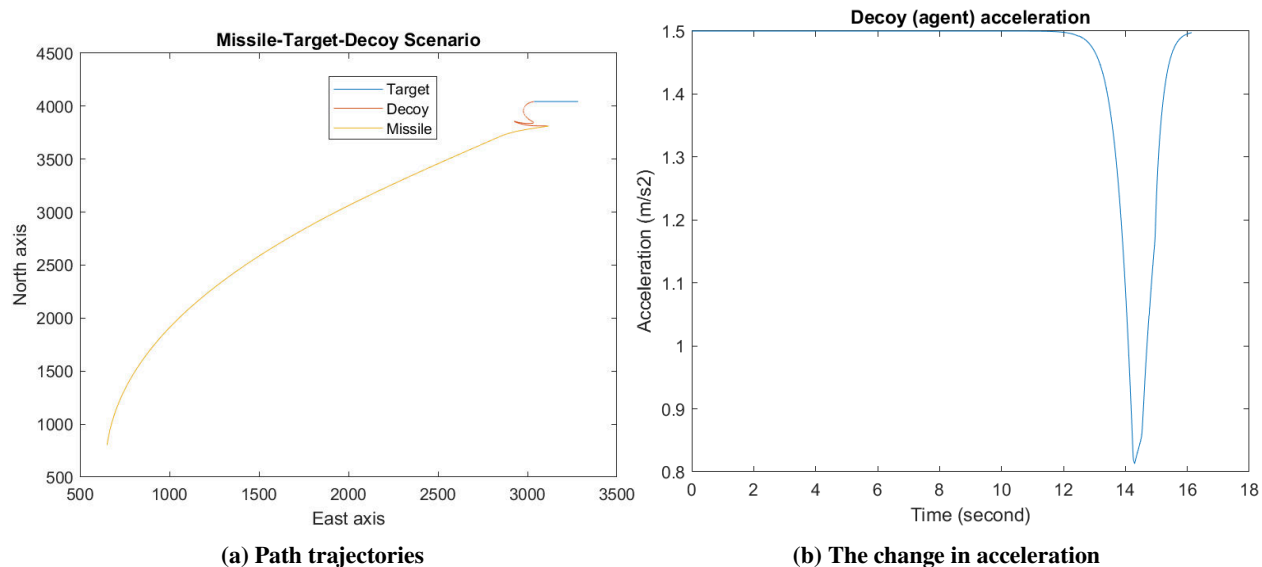 Missile-Target-Decoy Scenario
4500
4000
3500
3000
2500
2000
1500
1000
500
North axis
Target
Decoy
Missile
500 1000 1500 2000 2500 3000 3500
East axis
(a) Path trajectories
Decoy (agent) acceleration
1.5
1.4
1.3
1.2
1.1
1
0.9
0.8
Acceleration (m/s2)
0 2 4 6 8 10 12 14 16 18
Time (second)
(b) The change in acceleration